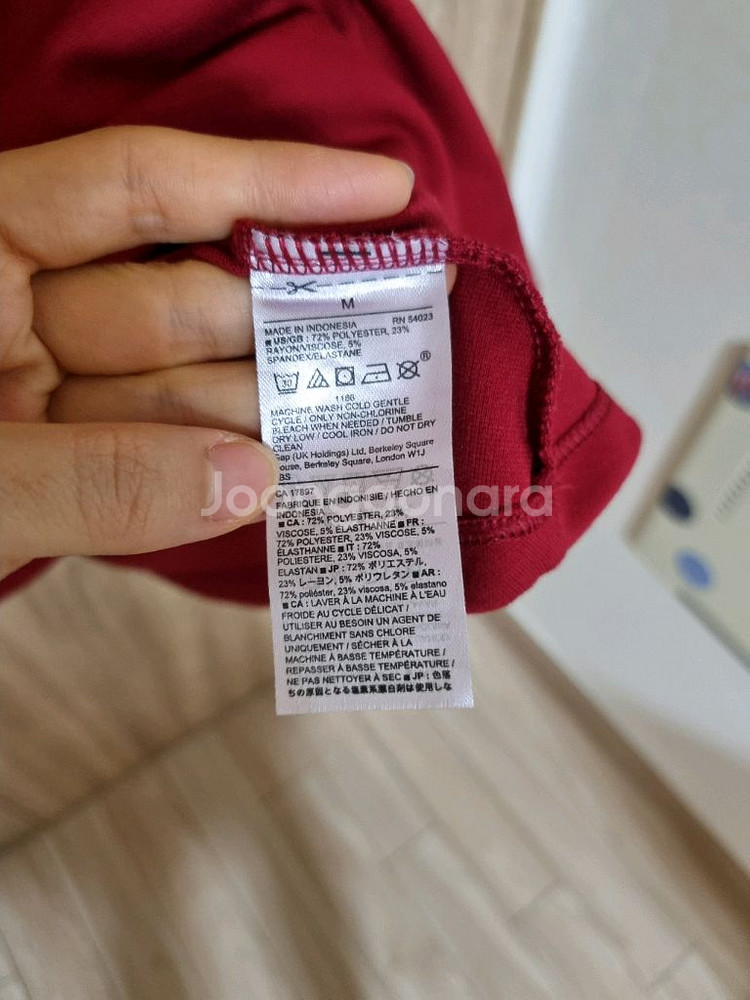 M
MADE IN INDONESIA RN 54023
■ US/GB : 72% POLYESTER, 23%
RAYON/VISCOSE, 5%
SPANDEX/ELASTANE
30
®
1186
MACHINE WASH COLD GENTLE
CYCLE / ONLY NON-CHLORINE
BLEACH WHEN NEEDED / TUMBLE
DRY LOW / COOL IRON / DO NOT DRY
CLEAN
ap (UK Holdings) Ltd, Berkeley Square
ouse, Berkeley Square, London W1J
BS
CA 17897
FABRIQUE EN INDONISIE / HECHO EN
INDONESIA
■ CA : 72% POLYESTER, 23%
VISCOSE, 5% ÉLASTHANNE ■ FR :
72% POLYESTER, 23% VISCOSE, 5%
ÉLASTHANNE ■ IT : 72%
POLIESTERE, 23% VISCOSA, 5%
ELASTAN ■ JP : 72% ポリエステル,
23% レーヨン, 5% ポリウレタン ■ AR :
72% poliéster, 23% viscosa, 5% elastano
■ CA : LAVER À LA MACHINE À L'EAU
FROIDE AU CYCLE DÉLICAT /
UTILISER AU BESOIN UN AGENT DE
BLANCHIMENT SANS CHLORE
UNIQUEMENT / SÉCHER À LA
MACHINE À BASSE TEMPÉRATURE /
REPASSER À BASSE TEMPÉRATURE /
NE PAS NETTOYER À SEC ■ JP : 色落
ちの原因となる塩素系漂白剤は使用しな